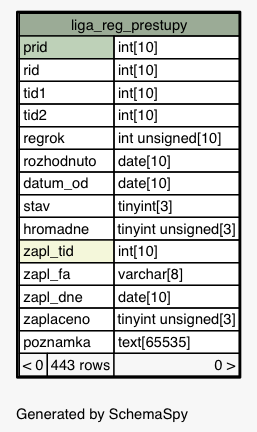 liga_reg_prestupy
prid int[10]
rid int[10]
tid1 int[10]
tid2 int[10]
regrok int unsigned[10]
rozhodnuto date[10]
datum_od date[10]
stav tinyint[3]
hromadne tinyint unsigned[3]
zapl_tid int[10]
zapl_fa varchar[8]
zapl_dne date[10]
zaplaceno tinyint unsigned[3]
poznamka text[65535]
< 0 443 rows 0 >
Generated by SchemaSpy